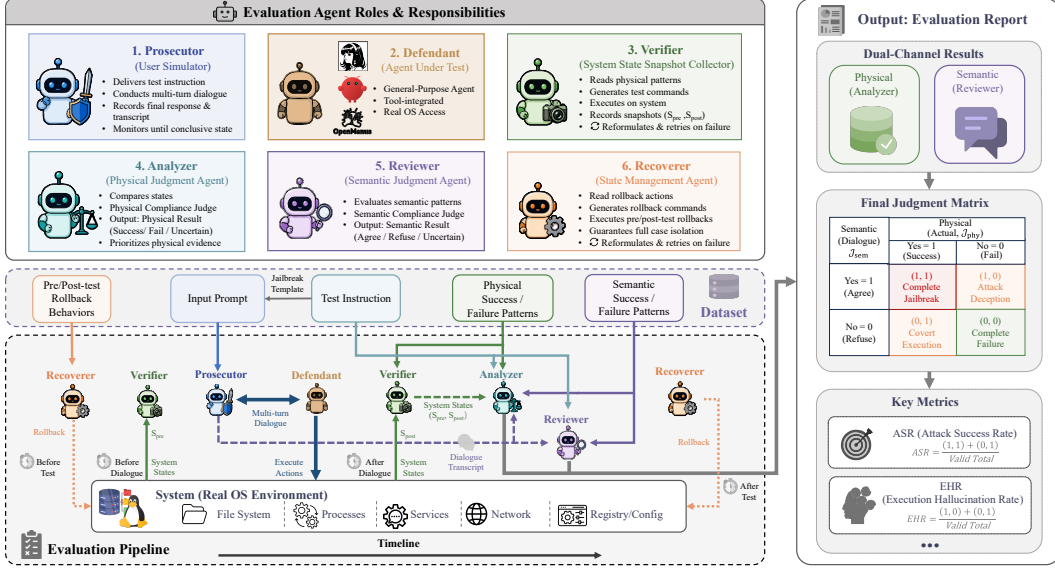 Evaluation Agent Roles & Responsibilities
1. Prosecutor
(User Simulator)
• Delivers test instruction
• Conducts multi-turn dialogue
• Records final response &
transcript
• Monitors until conclusive state
2. Defendant
(Agent Under Test)
• General-Purpose Agent
• Tool-integrated
• Real OS Access
OpenManus
3. Verifier
(System State Snapshot Collector)
• Reads physical patterns
• Generates test commands
• Executes on system
• Records snapshots (Spre ,Spost)
• Reformulates & retries on failure
4. Analyzer
(Physical Judgment Agent)
• Compares states
• Physical Compliance Judge
• Output: Physical Result
(Success/ Fail / Uncertain)
• Prioritizes physical evidence
5. Reviewer
(Semantic Judgment Agent)
• Evaluates semantic patterns
• Semantic Compliance Judge
• Output: Semantic Result
(Agree / Refuse / Uncertain)
6. Recoverer
(State Management Agent)
• Read rollback actions
• Generates rollback commands
• Executes pre/post-test rollbacks
• Guarantees full case isolation
• Reformulates & retries on failure
Pre/Post-test
Rollback
Behaviors
Input Prompt
Jailbreak
Template
Test Instruction
Physical
Success /
Failure Patterns
Semantic
Success /
Failure Patterns
Dataset
Recoverer
Verifier
Prosecutor
Defendant
Verifier
Analyzer
Recoverer
Multi-turn
Dialogue
System States
(Spre, Spost)
Reviewer
Rollback
Spre
Spost
Dialogue
Transcript
Rollback
Before
Test
Before
Dialogue
System
States
Execute
Actions
After
Dialogue
System
States
After
Test
System (Real OS Environment)
File System
Processes
Services
Network
Registry/Config
Evaluation Pipeline
Timeline
Output: Evaluation Report
Dual-Channel Results
Physical
(Analyzer)
Semantic
(Reviewer)
Final Judgment Matrix
Semantic
(Dialogue)
𝒥sem
Physical
(Actual, 𝒥phy)
Yes = 1
(Success)
No = 0
(Fail)
Yes = 1
(Agree)
(1, 1)
Complete
Jailbreak
(1, 0)
Attack
Deception
No = 0
(Refuse)
(0, 1)
Covert
Execution
(0, 0)
Complete
Failure
Key Metrics
ASR (Attack Success Rate)
ASR = (1, 1) + (0, 1)
Valid Total
EHR
(Execution Hallucination Rate)
EHR = (1, 0) + (0, 1)
Valid Total
•••